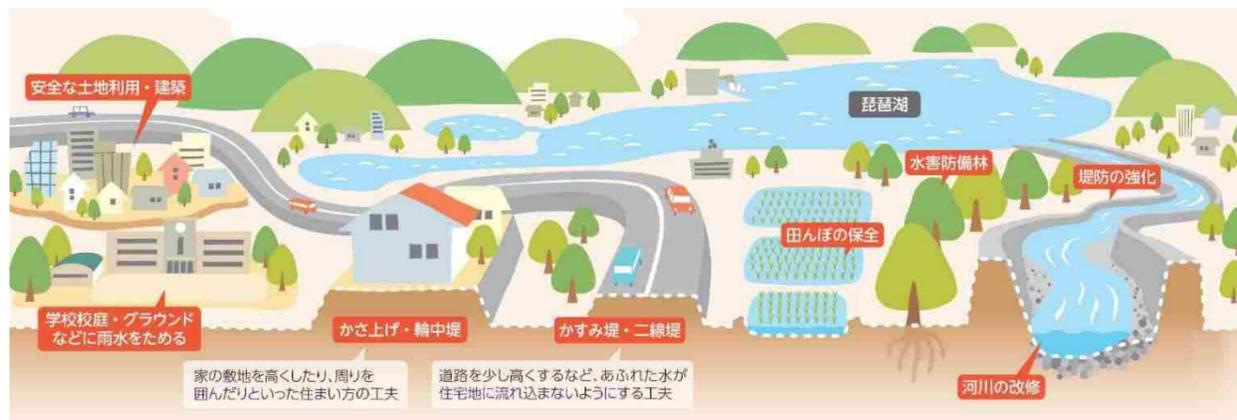 安全な土地利用・建築
琵琶湖
水害防備林
堤防の強化
田んぼの保全
学校校庭・グラウンド
などに雨水をためる
かさ上げ・輪中堤
かすみ堤・二線堤
河川の改修
家の敷地を高くしたり、周りを
囲んだりといった住まい方の工夫
道路を少し高くするなど、あふれた水が
住宅地に流れ込まないようにする工夫